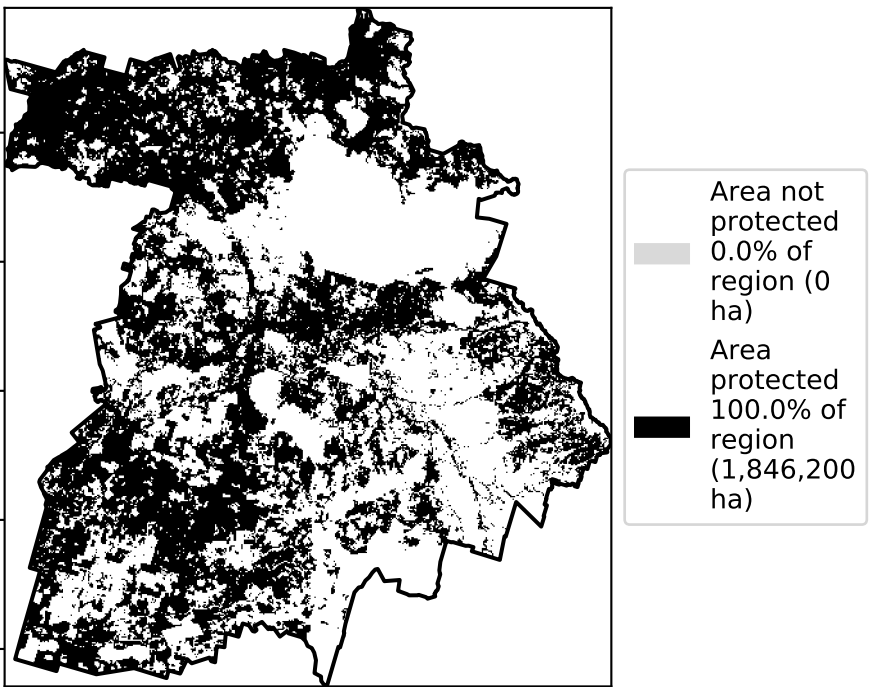 Area not
protected
0.0% of
region (0
ha)
Area
protected
100.0% of
region
(1,846,200
ha)